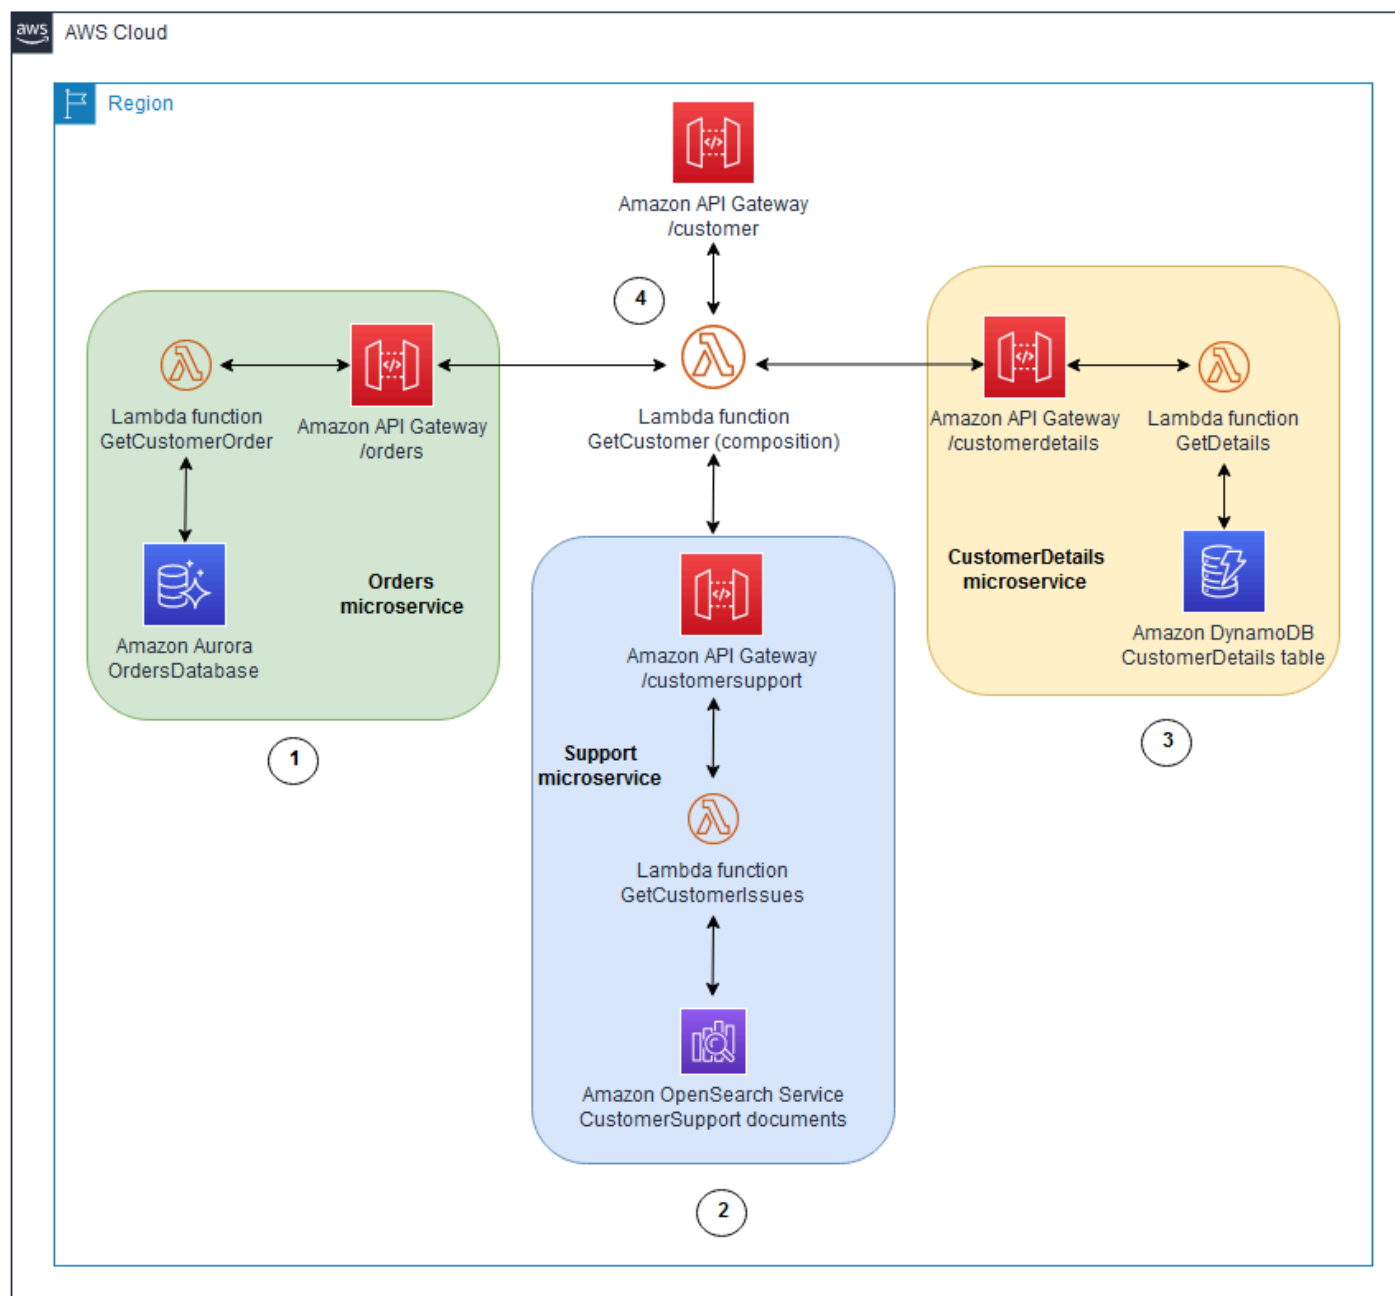 aws
AWS Cloud
Region
Amazon API Gateway
/customer
4
Lambda function
GetCustomerOrder
Amazon API Gateway
/orders
Lambda function
GetCustomer (composition)
Amazon API Gateway
/customerdetails
Lambda function
GetDetails
Orders
microservice
Amazon Aurora
OrdersDatabase
1
Amazon API Gateway
/customersupport
Support
microservice
Lambda function
GetCustomerIssues
Amazon OpenSearch Service
CustomerSupport documents
2
CustomerDetails
microservice
Amazon DynamoDB
CustomerDetails table
3